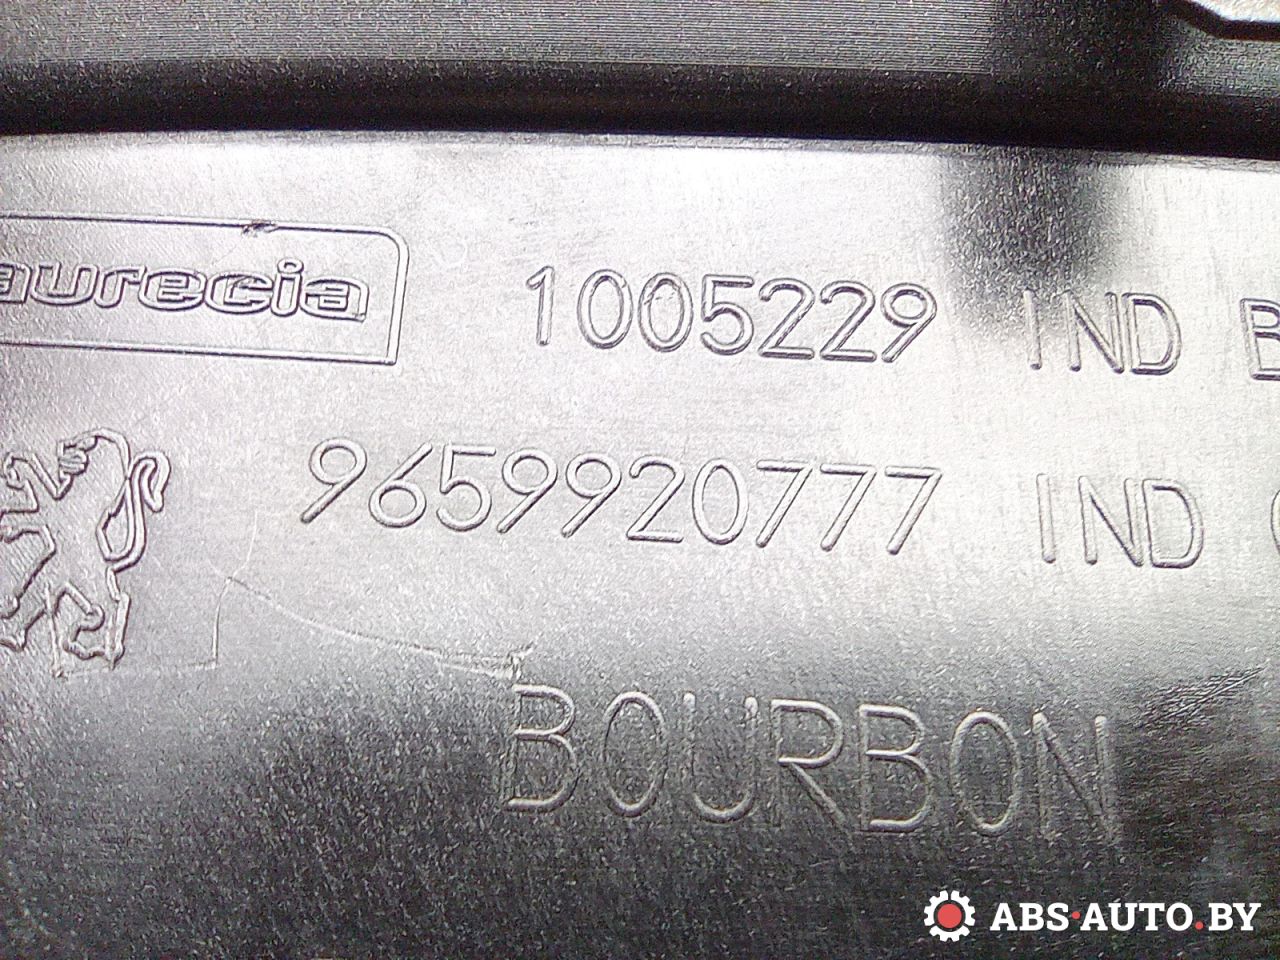 aurecia 1005229 IND B
9659920777 IND
BOURBON
ABS·AUTO.BY